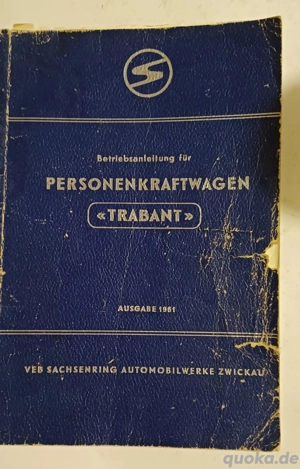 Betriebsanleitung für
PERSONENKRAFTWAGEN
«TRABANT»
AUSGABE 1961
VEB SACHSENRING AUTOMOBILWERKE ZWICKAU
quoka.de